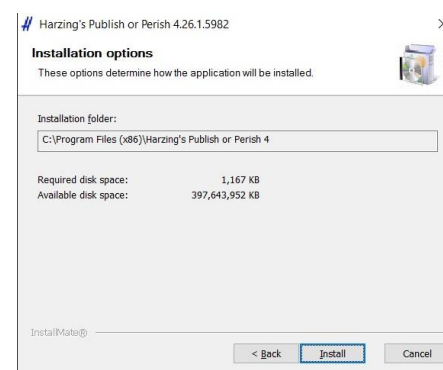 Harzing's Publish or Perish 4.26.1.5982
Installation options
These options determine how the application will be installed.
Installation folder:
C:\Program Files (x86)\Harzing's Publish or Perish 4
Required disk space: 1,167 KB
Available disk space: 397,643,952 KB
InstallMate®
< Back Install Cancel